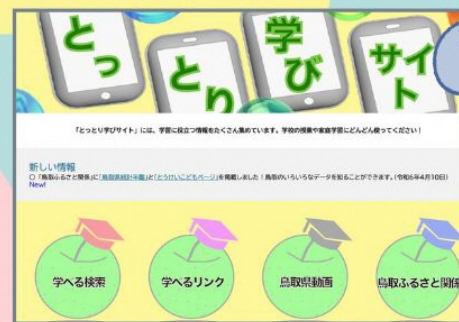 とっ
とり
学び
サイト
「とっとり学びサイト」には、学習に役立つ情報をたくさん集めています。学校の授業や家庭学習にどんどん使ってください！
新しい情報
○「鳥取ふるさと関係」に「鳥取県統計年鑑」と「とうけいこどもページ」を掲載しました！鳥取のいろいろなデータを知ることができます。(令和6年4月10日)
New!
学べる検索
学べるリンク
鳥取県動画
鳥取ふるさと関係